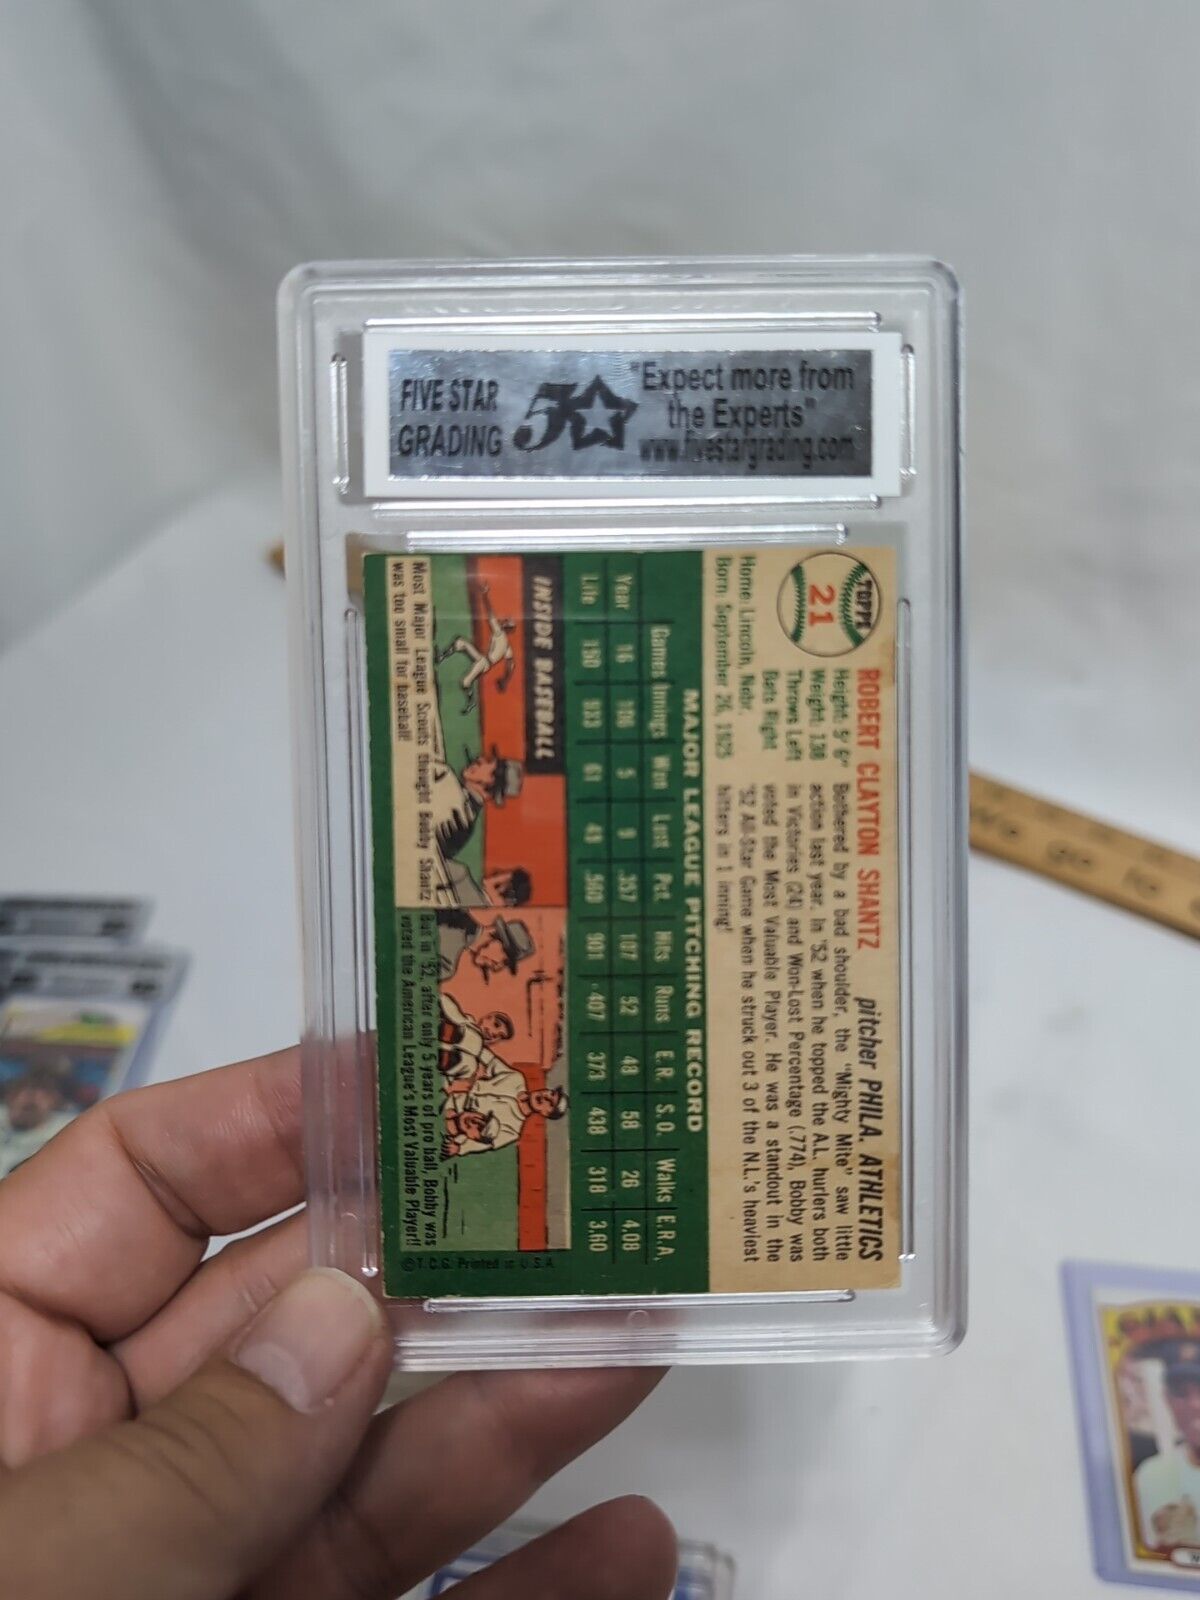 FIVE STAR
GRADING
5
"Expect more from
the Experts"
www.fivestargrading.com
TOPPS
21
ROBERT CLAYTON SHANTZ
pitcher PHILA. ATHLETICS
Height: 5' 6"
Weight: 138
Throws Left
Bats Right
Home: Lincoln, Nebr.
Born: September 26, 1925
Bothered by a bad shoulder, the "Mighty Mite" saw little
action last year. In '52 when he topped the A.L. hurlers both
in Victories (24) and Won-Lost Percentage (.774), Bobby was
voted the Most Valuable Player. He was a standout in the
'52 All-Star Game when he struck out 3 of the N.L.'s heaviest
hitters in 1 inning!
MAJOR LEAGUE PITCHING RECORD
Games Innings Won Lost Pct. Hits Runs E.R. S.O. Walks E.R.A.
Year 16 106 5 9 .357 107 52 48 58 26 4.08
Life 150 933 61 48 .560 901 407 373 438 318 3.60
INSIDE BASEBALL
Most Major League Scouts thought Bobby Shantz
was too small for baseball!
But in '52, after only 5 years of pro ball, Bobby was
voted the American League's Most Valuable Player!!
©T.C.G. Printed in U.S.A.